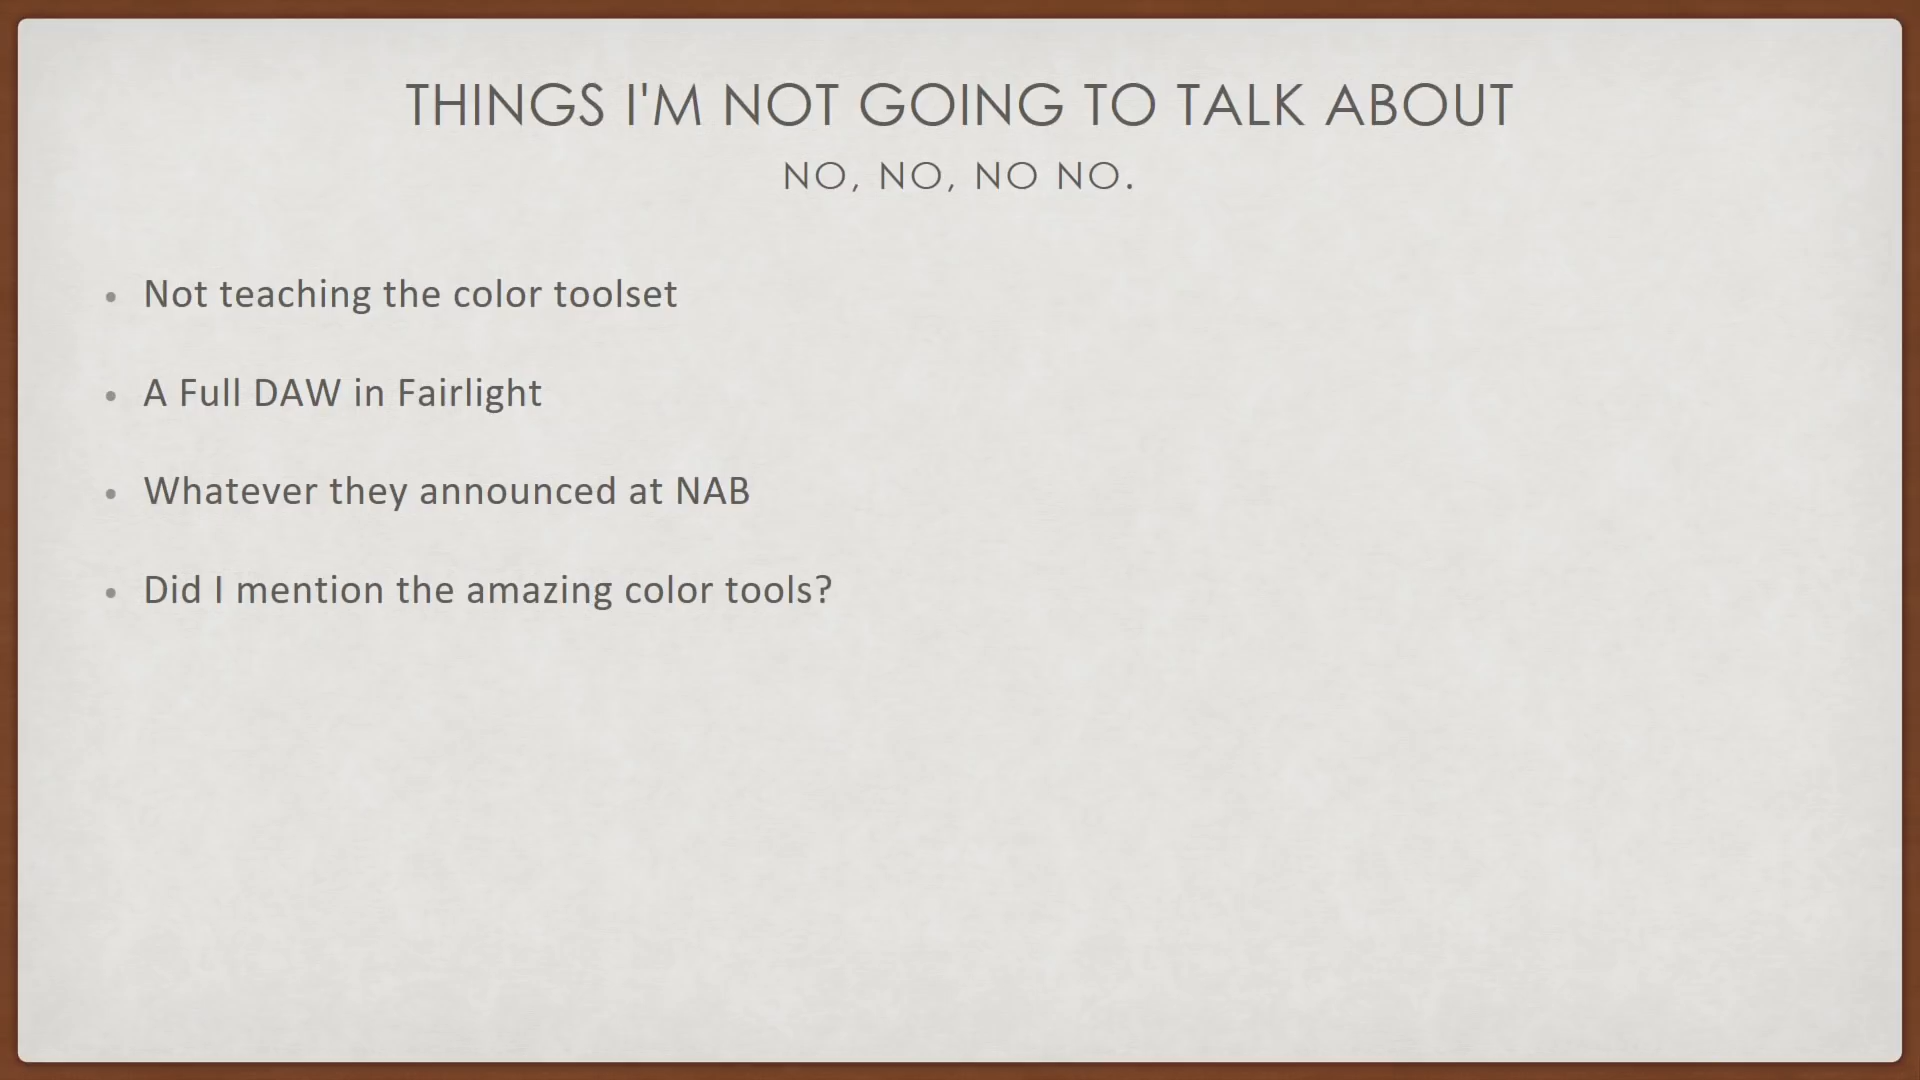 THINGS I'M NOT GOING TO TALK ABOUT
NO, NO, NO NO.
• Not teaching the color toolset
• A Full DAW in Fairlight
• Whatever they announced at NAB
• Did I mention the amazing color tools?